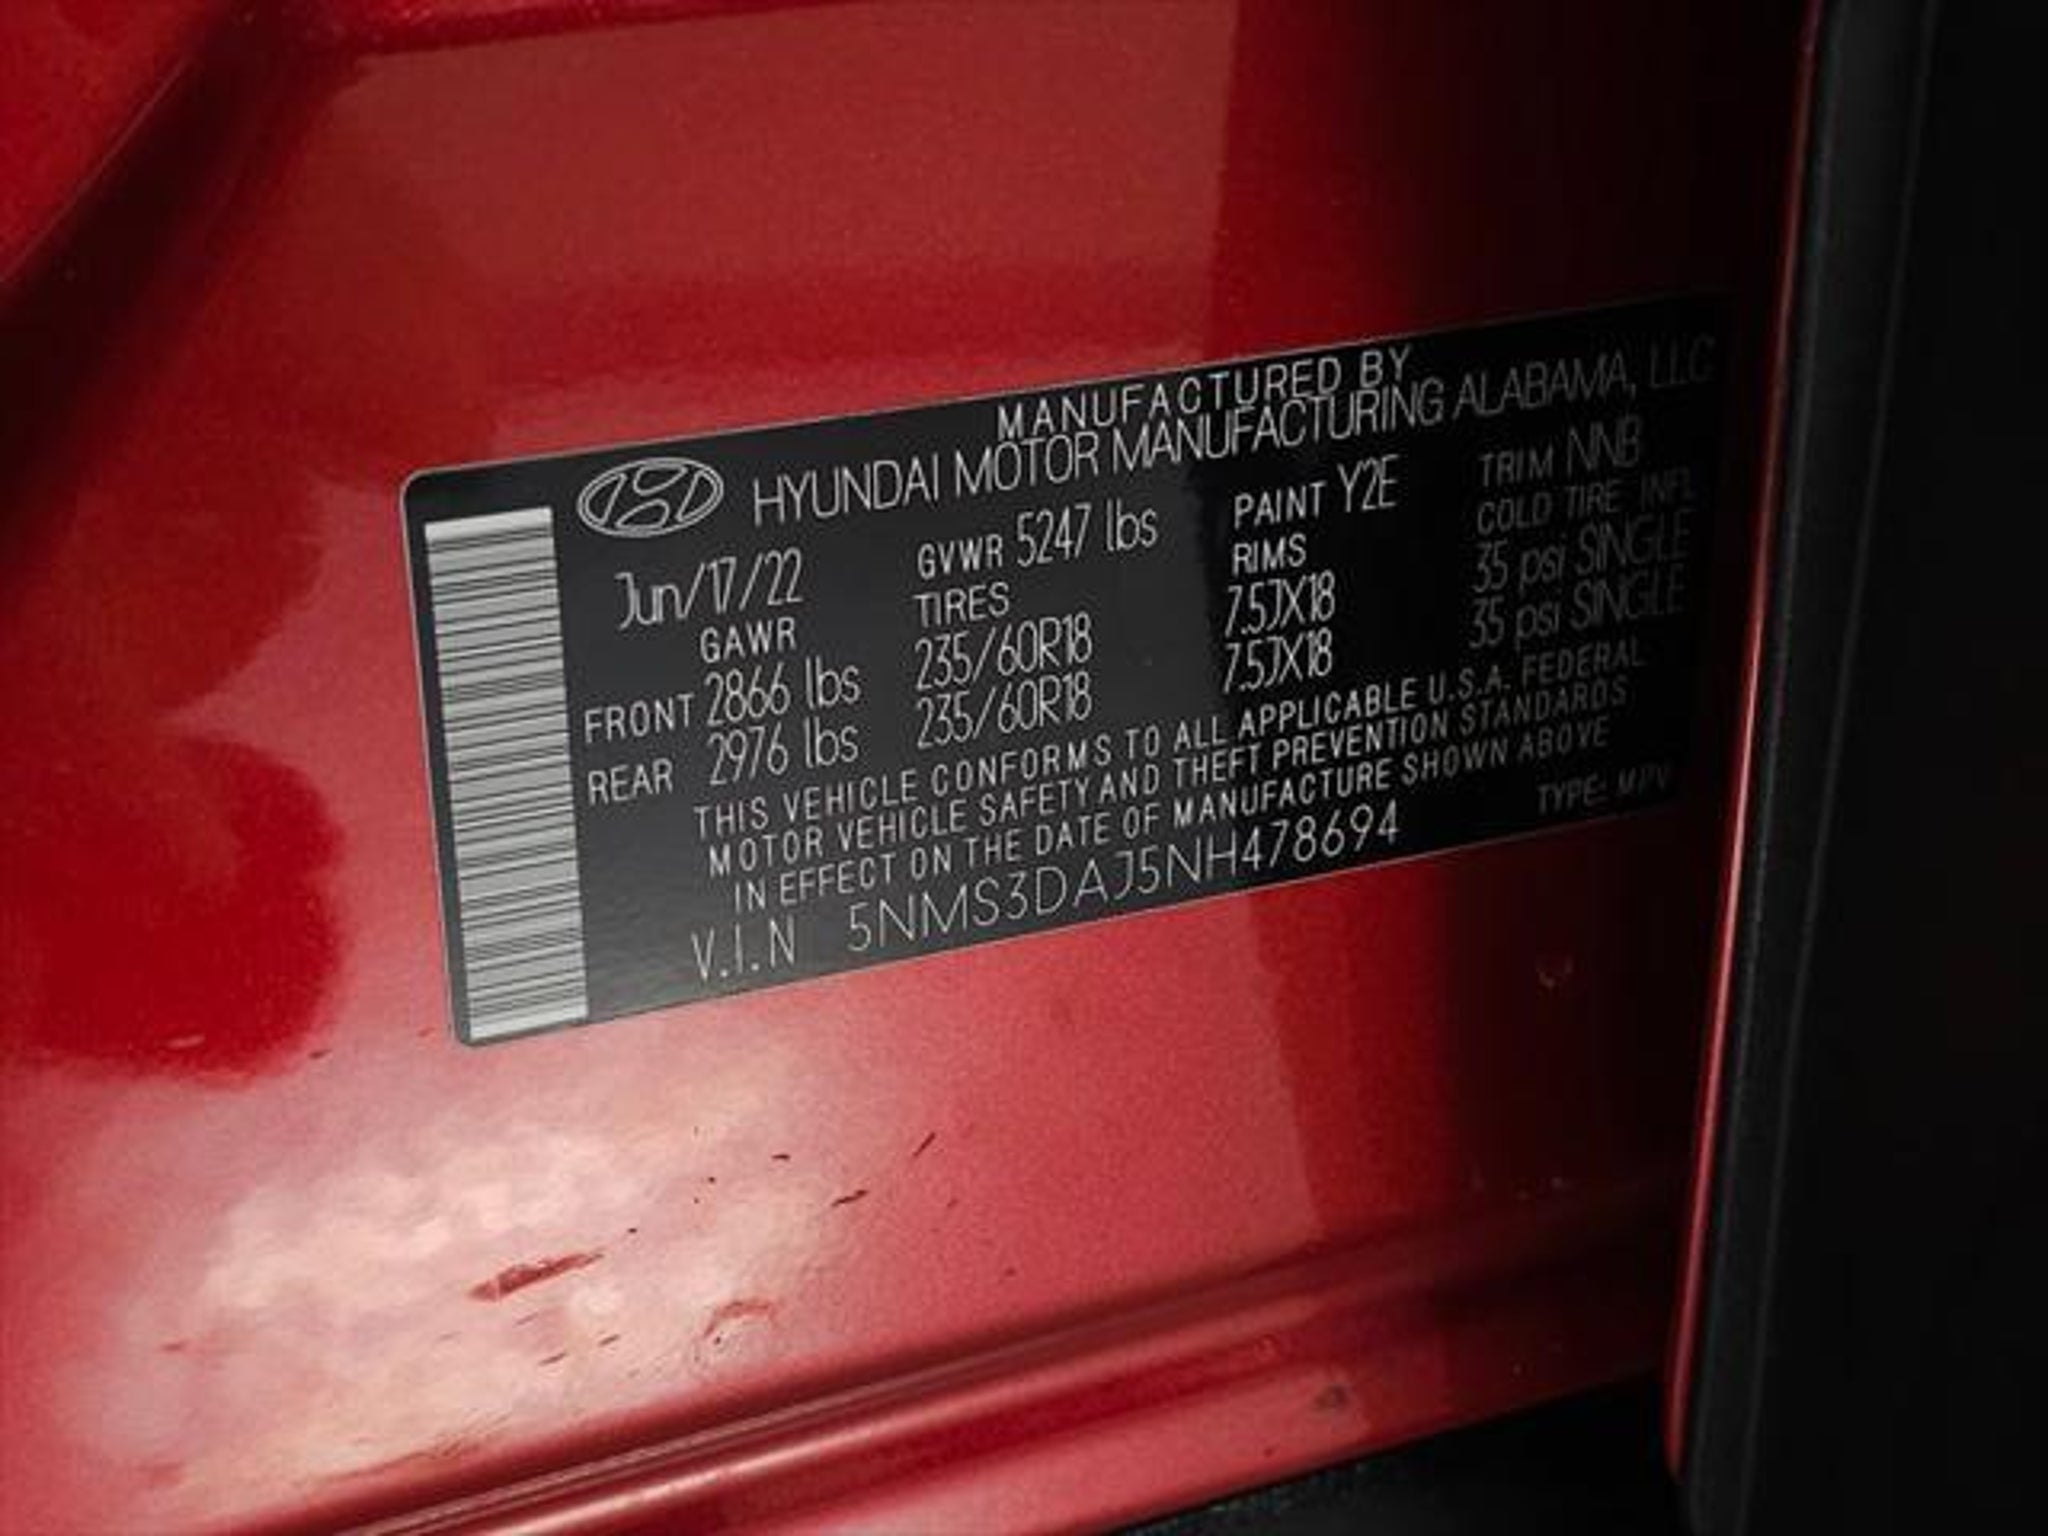 MANUFACTURED BY
HYUNDAI MOTOR MANUFACTURING ALABAMA, LLC
Jun/17/22 GVWR 5247 lbs PAINT Y2E TRIM NNB
GAWR TIRES RIMS COLD TIRE INFL
FRONT 2866 lbs 235/60R18 7.5JX18 35 psi SINGLE
REAR 2976 lbs 235/60R18 7.5JX18 35 psi SINGLE
THIS VEHICLE CONFORMS TO ALL APPLICABLE U.S.A. FEDERAL
MOTOR VEHICLE SAFETY AND THEFT PREVENTION STANDARDS
IN EFFECT ON THE DATE OF MANUFACTURE SHOWN ABOVE
V.I.N 5NMS3DAJ5NH478694 TYPE: MPV